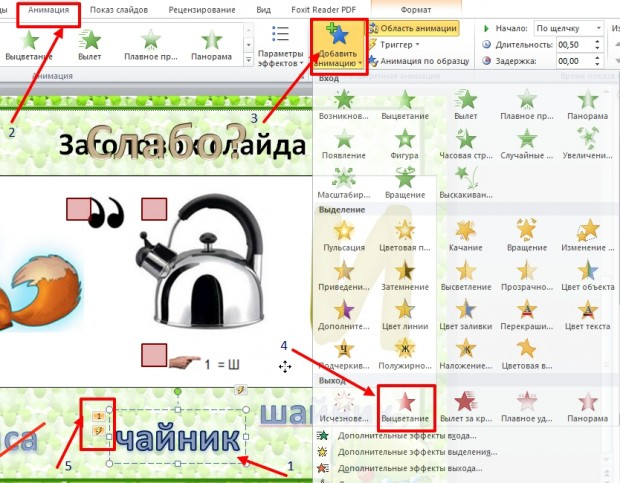 Анимация Показ слайдов Рецензирование Вид Foxit Reader PDF Формат
Выцветание Вылет Плавное пр... Панорама
Параметры эффектов
Добавить анимацию
Область анимации
Триггер
Анимация по образцу
Начало: По щелчку
Длительность: 00,50
Задержка: 00,00
Анимация
2
3
Вход
Возникнов... Выцветание Вылет Плавное пр... Панорама
Появление Фигура Часовая стр... Случайные ... Увеличени...
Масштабир... Вращение Выскакиван...
Выделение
Пульсация Цветовая п... Качание Вращение Изменение ...
Приведени... Затемнение Высветление Прозрачно... Цвет объекта
Дополните... Цвет линии Цвет заливки Перекраши... Цвет текста
Подчеркив... Полужирно... Наложение... Цветовая в...
Выход
Исчезнове... Выцветание Вылет за кр... Плавное уд... Панорама
Дополнительные эффекты входа...
Дополнительные эффекты выделения...
Дополнительные эффекты выхода...
Заголовок слайда
Слабо?
1 = Ш
4
1
чайник
5
1